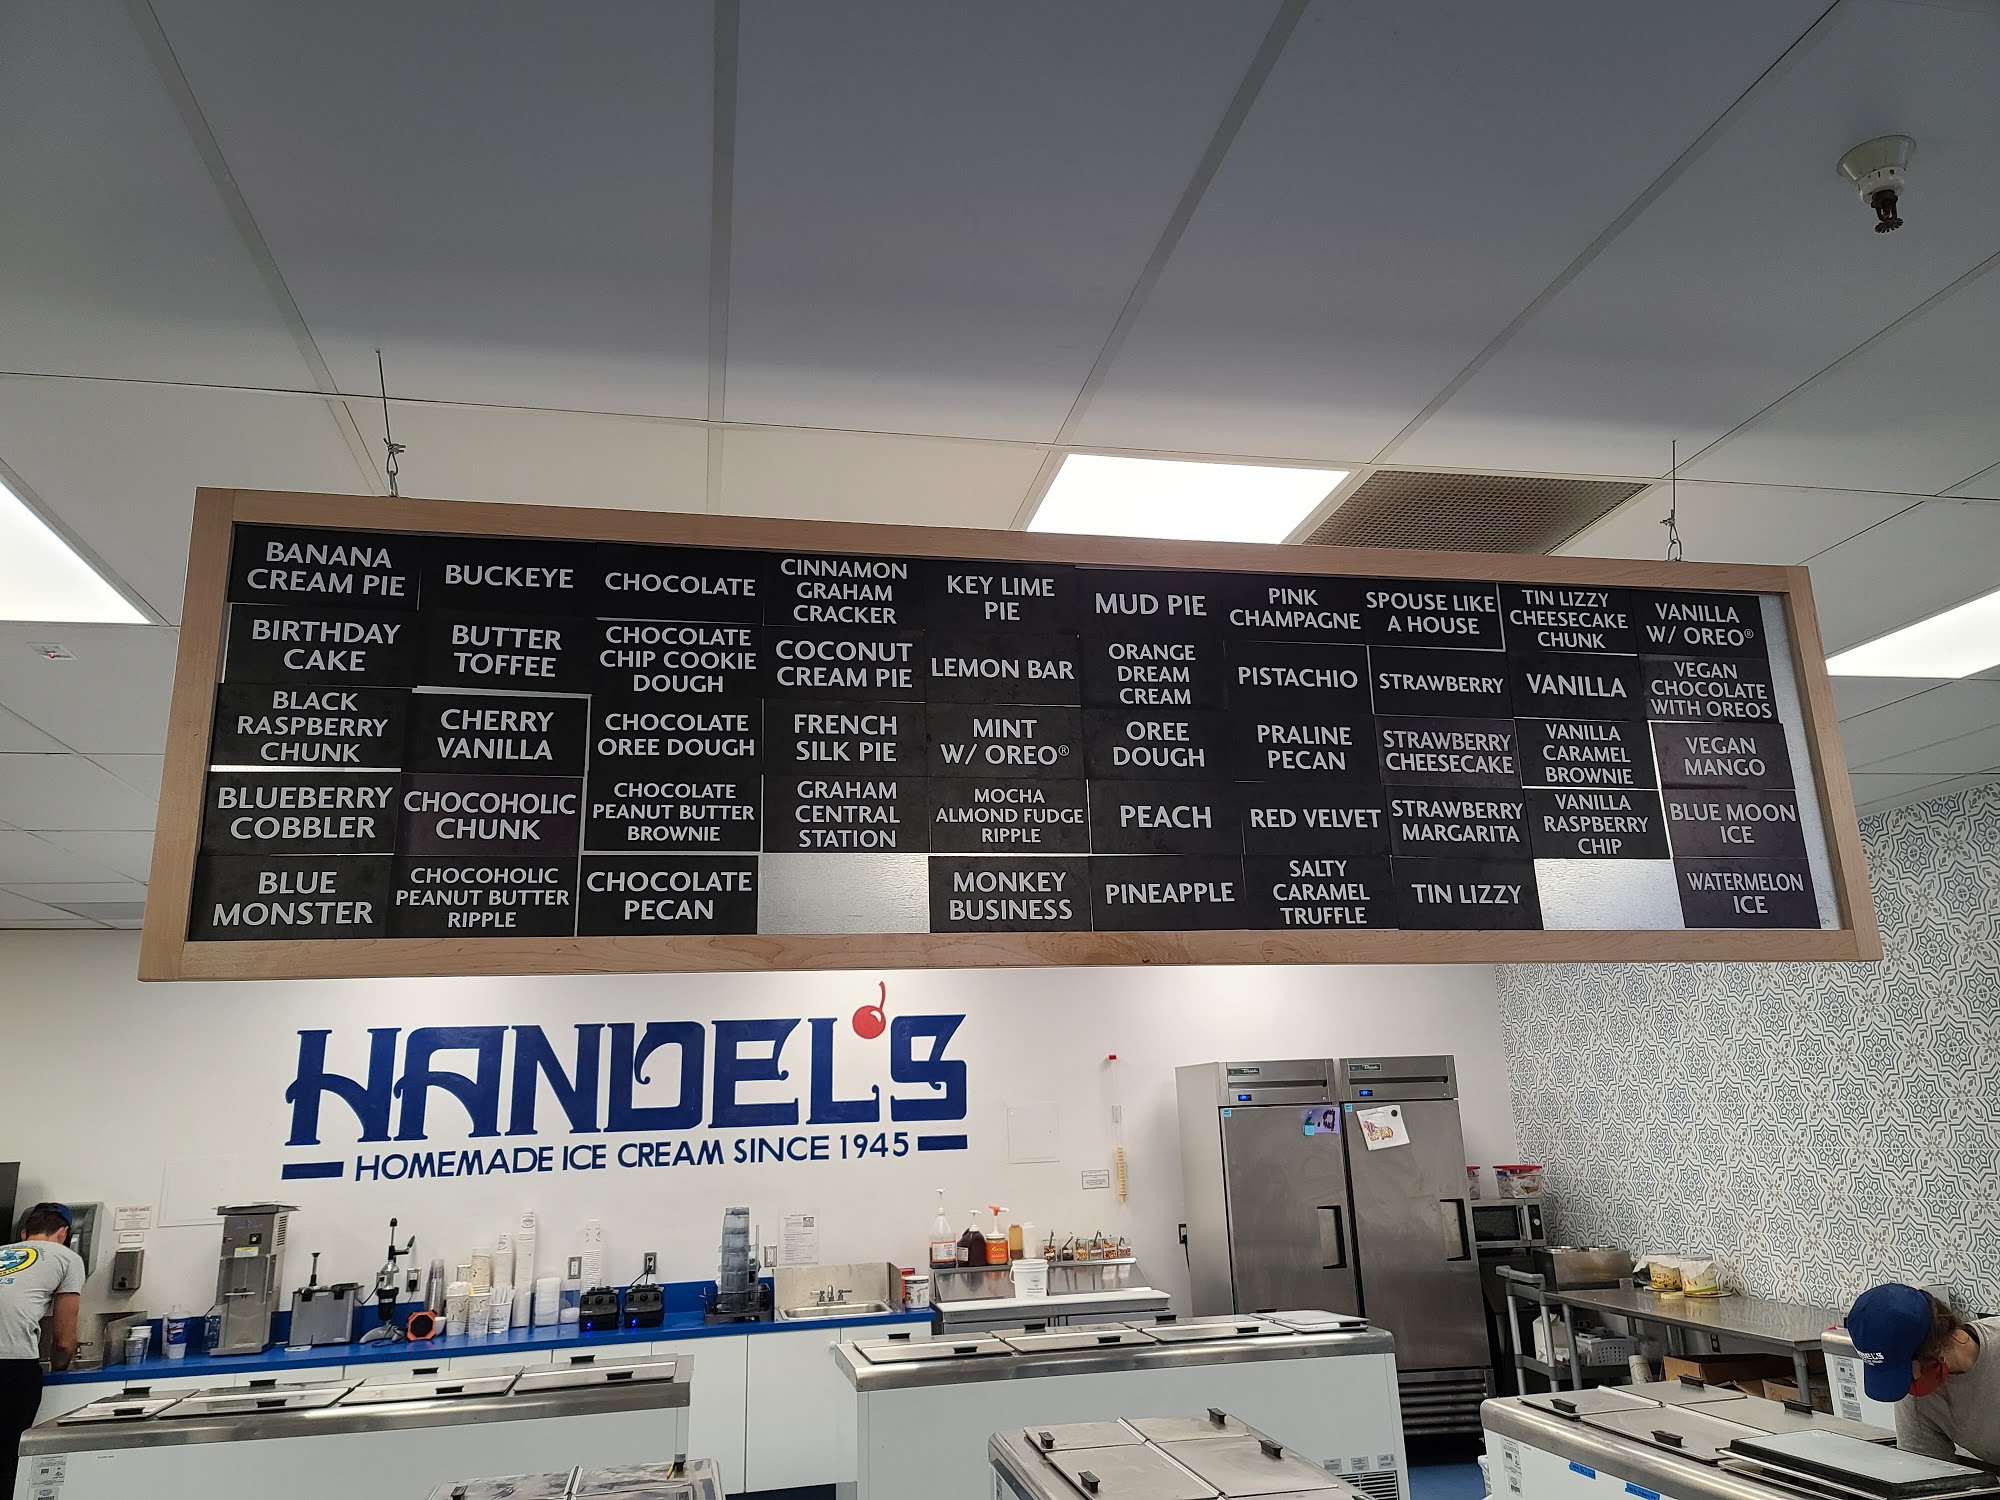 BANANA
CREAM PIE
BIRTHDAY
CAKE
BLACK
RASPBERRY
CHUNK
BLUEBERRY
COBBLER
BLUE
MONSTER
BUCKEYE
BUTTER
TOFFEE
CHERRY
VANILLA
CHOCOHOLIC
CHUNK
CHOCOHOLIC
PEANUT BUTTER
RIPPLE
CHOCOLATE
CHOCOLATE
CHIP COOKIE
DOUGH
CHOCOLATE
OREE DOUGH
CHOCOLATE
PEANUT BUTTER
BROWNIE
CHOCOLATE
PECAN
CINNAMON
GRAHAM
CRACKER
COCONUT
CREAM PIE
FRENCH
SILK PIE
GRAHAM
CENTRAL
STATION
KEY LIME
PIE
LEMON BAR
MINT
W/ OREO®
MOCHA
ALMOND FUDGE
RIPPLE
MONKEY
BUSINESS
MUD PIE
ORANGE
DREAM
CREAM
OREE
DOUGH
PEACH
PINEAPPLE
PINK
CHAMPAGNE
PISTACHIO
PRALINE
PECAN
RED VELVET
SALTY
CARAMEL
TRUFFLE
SPOUSE LIKE
A HOUSE
STRAWBERRY
STRAWBERRY
CHEESECAKE
STRAWBERRY
MARGARITA
TIN LIZZY
TIN LIZZY
CHEESECAKE
CHUNK
VANILLA
VANILLA
CARAMEL
BROWNIE
VANILLA
RASPBERRY
CHIP
VANILLA
W/ OREO®
VEGAN
CHOCOLATE
WITH OREOS
VEGAN
MANGO
BLUE MOON
ICE
WATERMELON
ICE
HANDEL'S
HOMEMADE ICE CREAM SINCE 1945